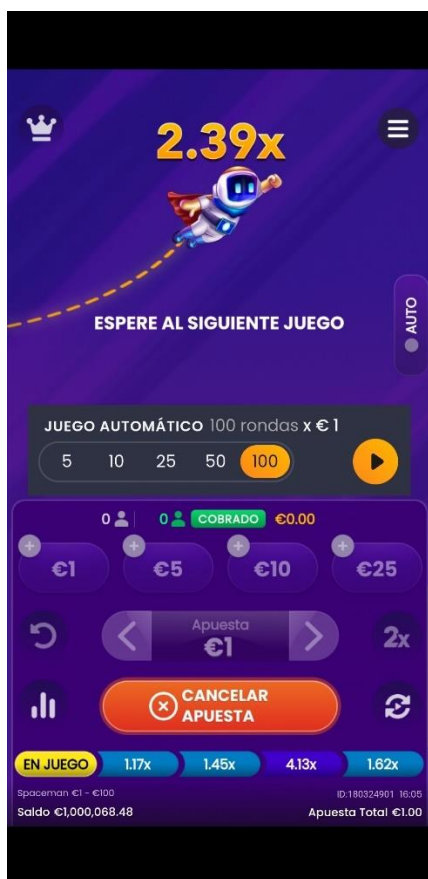 2.39x
ESPERE AL SIGUIENTE JUEGO
AUTO
JUEGO AUTOMÁTICO 100 rondas x € 1
5 10 25 50 100
0 0 COBRADO €0.00
€1 €5 €10 €25
Apuesta
€1
2x
CANCELAR
APUESTA
EN JUEGO 1.17x 1.45x 4.13x 1.62x
Spaceman €1 - €100 ID:180324901 16:05
Saldo €1,000,068.48 Apuesta Total €1.00